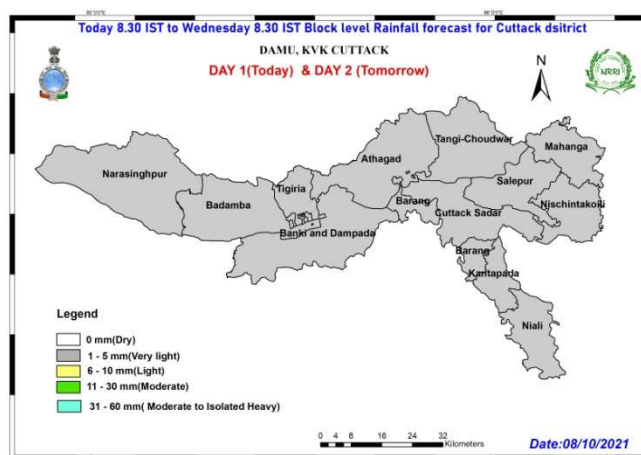 Today 8.30 IST to Wednesday 8.30 IST Block level Rainfall forecast for Cuttack dsitrict
DAMU, KVK CUTTACK
DAY 1(Today) & DAY 2 (Tomorrow)
N
NRRI
Tangi-Choudwar
Mahanga
Athagad
Narasinghpur
Tigiria
Salepur
Badamba
Barang
Nischintakoili
Cuttack Sadar
Banki and Dampada
Barang
Kantapada
Niali
Legend
0 mm(Dry)
1 - 5 mm(Very light)
6 - 10 mm(Light)
11 - 30 mm(Moderate)
31 - 60 mm( Moderate to Isolated Heavy)
0 4 8 16 24 32
Kilometers
Date:08/10/2021